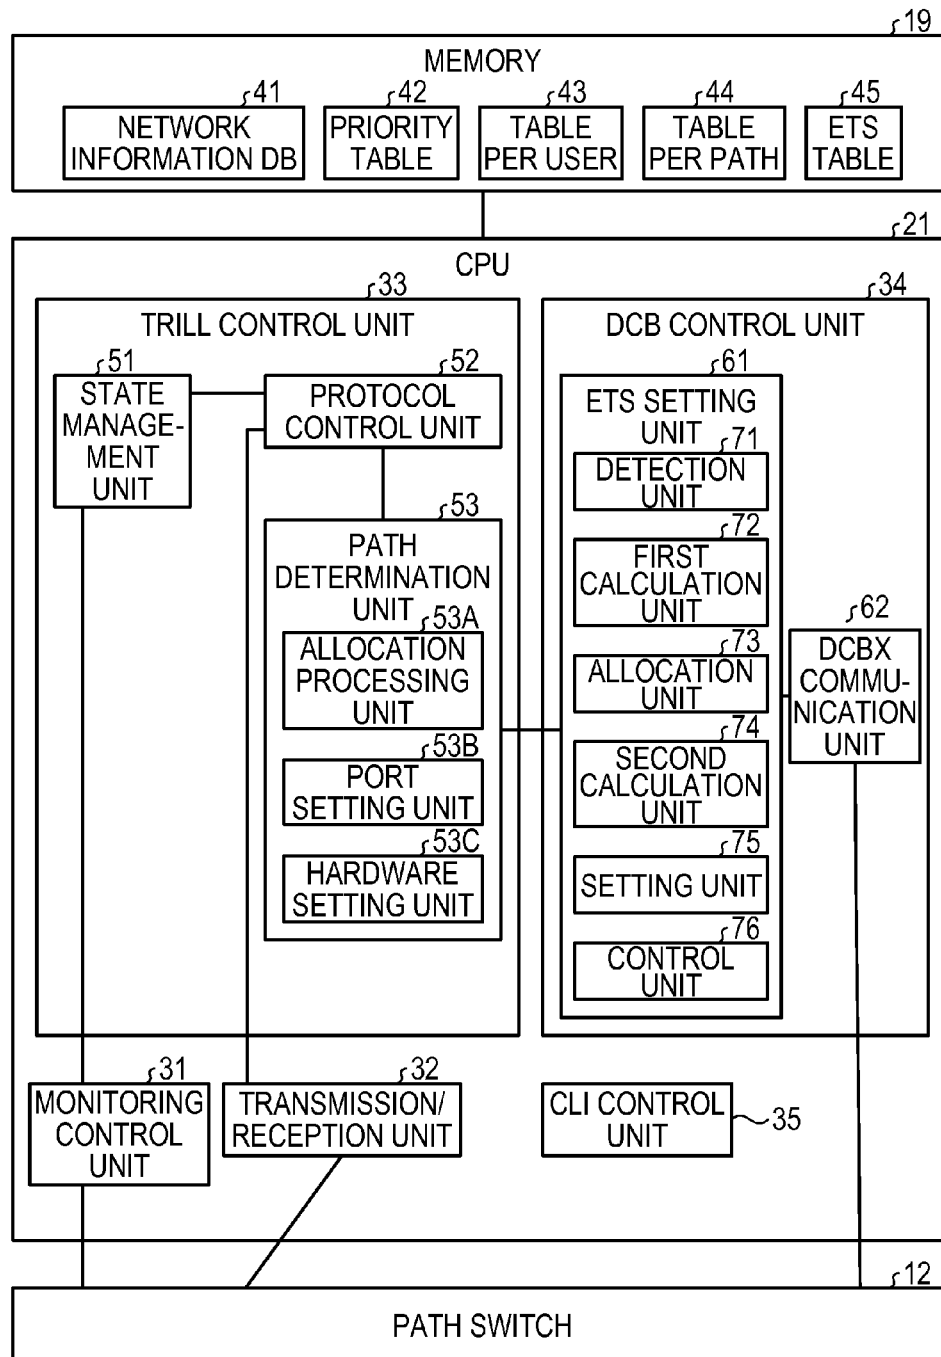 19
MEMORY
41
NETWORK
INFORMATION DB
42
PRIORITY
TABLE
43
TABLE
PER USER
44
TABLE
PER PATH
45
ETS
TABLE
21
CPU
33
TRILL CONTROL UNIT
51
STATE
MANAGE-
MENT
UNIT
52
PROTOCOL
CONTROL UNIT
53
PATH
DETERMINATION
UNIT
53A
ALLOCATION
PROCESSING
UNIT
53B
PORT
SETTING UNIT
53C
HARDWARE
SETTING UNIT
34
DCB CONTROL UNIT
61
ETS SETTING
UNIT
71
DETECTION
UNIT
72
FIRST
CALCULATION
UNIT
73
ALLOCATION
UNIT
74
SECOND
CALCULATION
UNIT
75
SETTING UNIT
76
CONTROL
UNIT
62
DCBX
COMMU-
NICATION
UNIT
31
MONITORING
CONTROL
UNIT
32
TRANSMISSION/
RECEPTION UNIT
CLI CONTROL
UNIT
35
12
PATH SWITCH